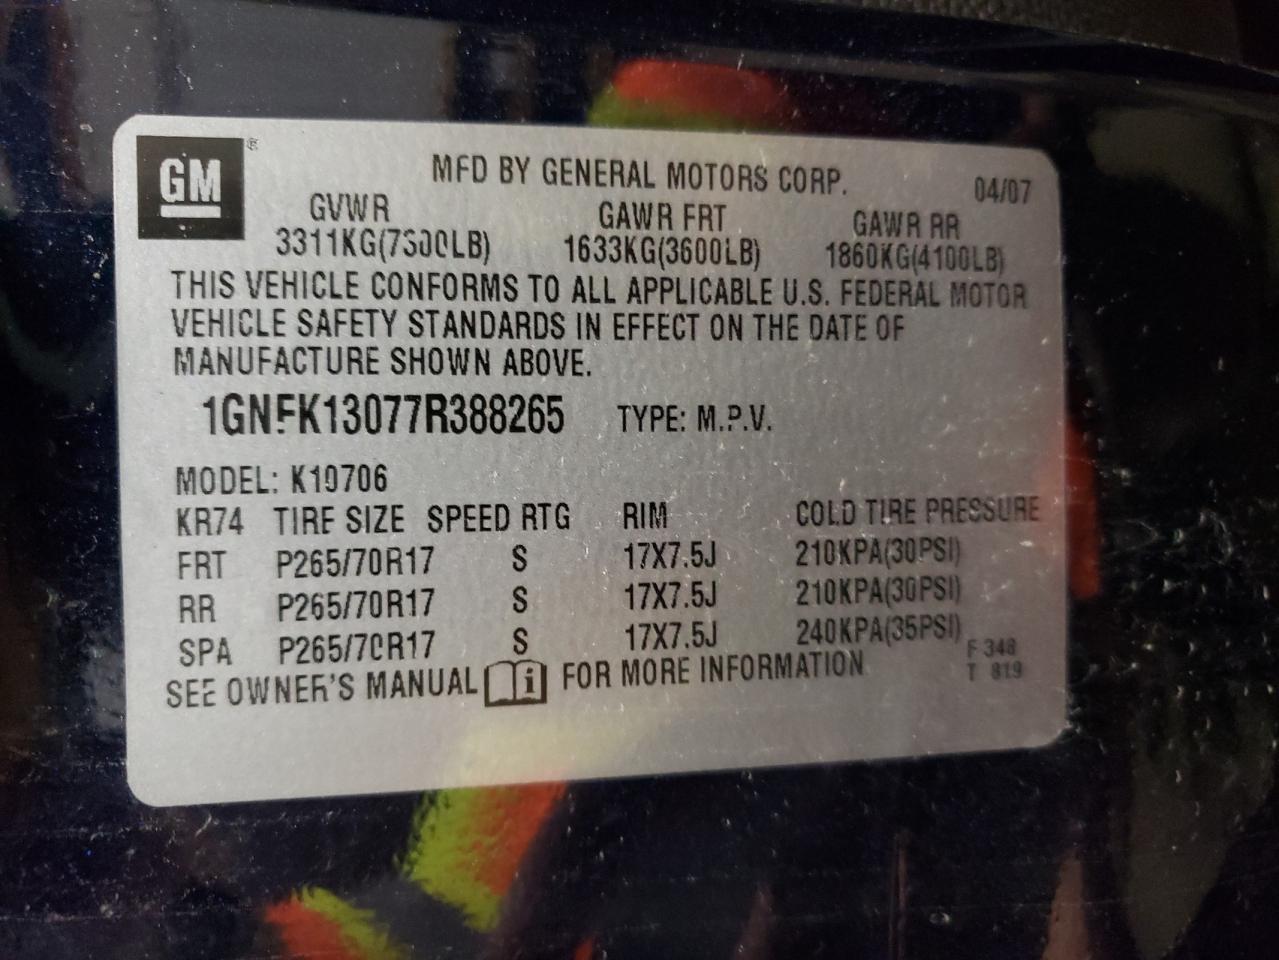 GM ®
MFD BY GENERAL MOTORS CORP. 04/07
GVWR GAWR FRT GAWR RR
3311KG(7300LB) 1633KG(3600LB) 1860KG(4100LB)
THIS VEHICLE CONFORMS TO ALL APPLICABLE U.S. FEDERAL MOTOR
VEHICLE SAFETY STANDARDS IN EFFECT ON THE DATE OF
MANUFACTURE SHOWN ABOVE.
1GNFK13077R388265 TYPE: M.P.V.
MODEL: K10706
KR74 TIRE SIZE SPEED RTG RIM COLD TIRE PRESSURE
FRT P265/70R17 S 17X7.5J 210KPA(30PSI)
RR P265/70R17 S 17X7.5J 210KPA(30PSI)
SPA P265/70R17 S 17X7.5J 240KPA(35PSI)
F 348
T 819
SEE OWNER'S MANUAL i FOR MORE INFORMATION